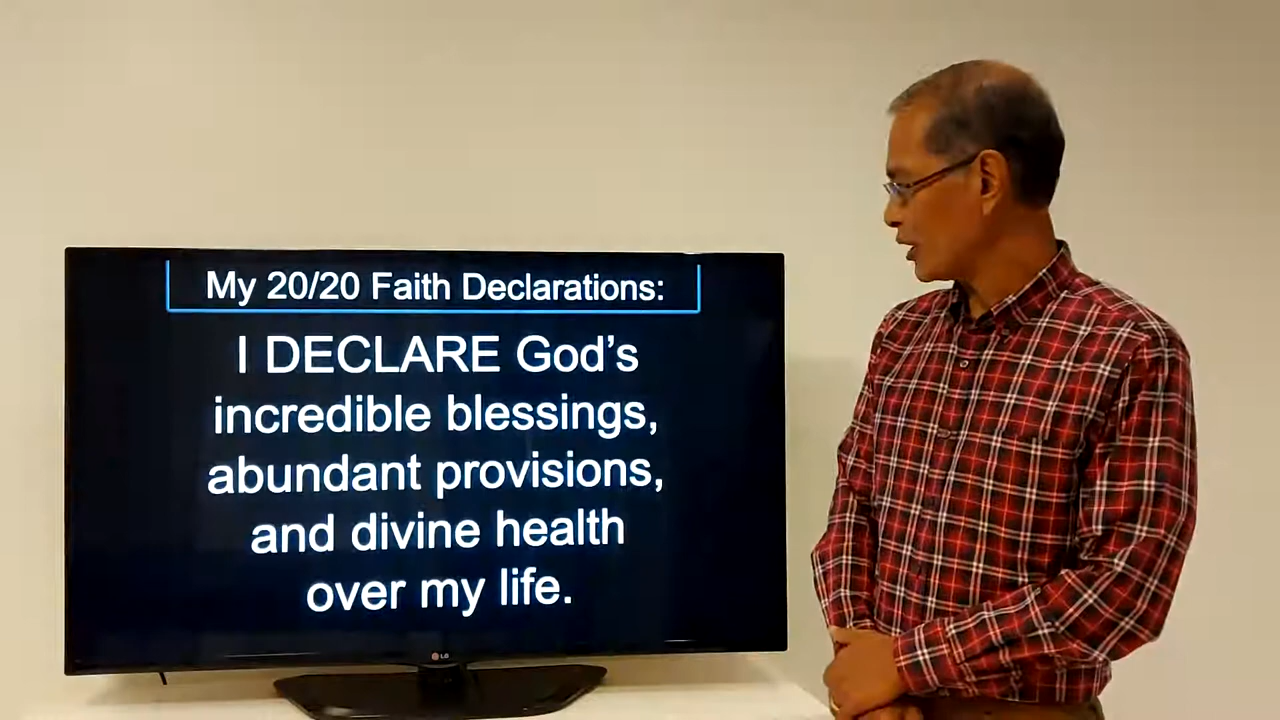 My 20/20 Faith Declarations:
I DECLARE God’s
incredible blessings,
abundant provisions,
and divine health
over my life.
LG